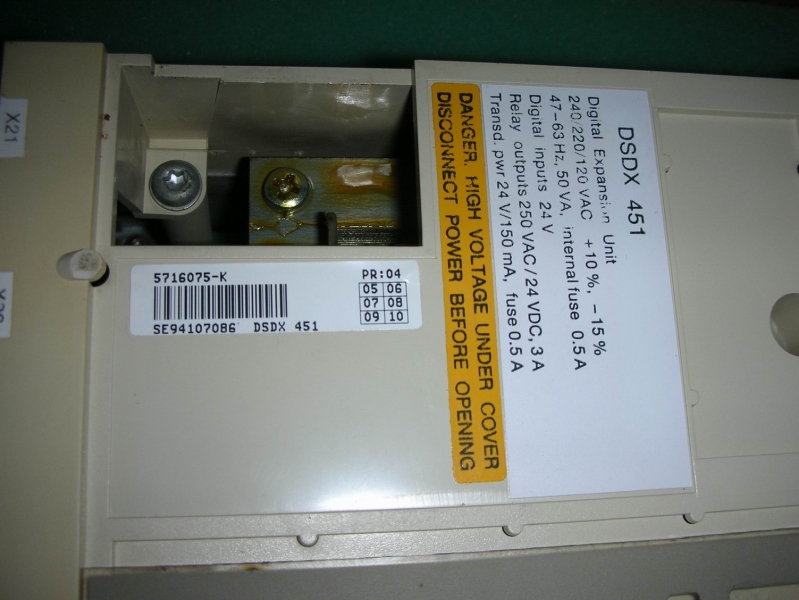 X21
5716075-K
PR:04
05 06
07 08
09 10
SE94107086 DSDX 451
DANGER. HIGH VOLTAGE UNDER COVER
DISCONNECT POWER BEFORE OPENING
DSDX 451
Digital Expansion Unit
240/220/120 VAC +10 %, -15 %
47-63 Hz, 50 VA, internal fuse 0.5 A
Digital inputs 24 V
Relay outputs 250 VAC/24 VDC, 3 A
Transd. pwr 24 V/150 mA, fuse 0.5 A